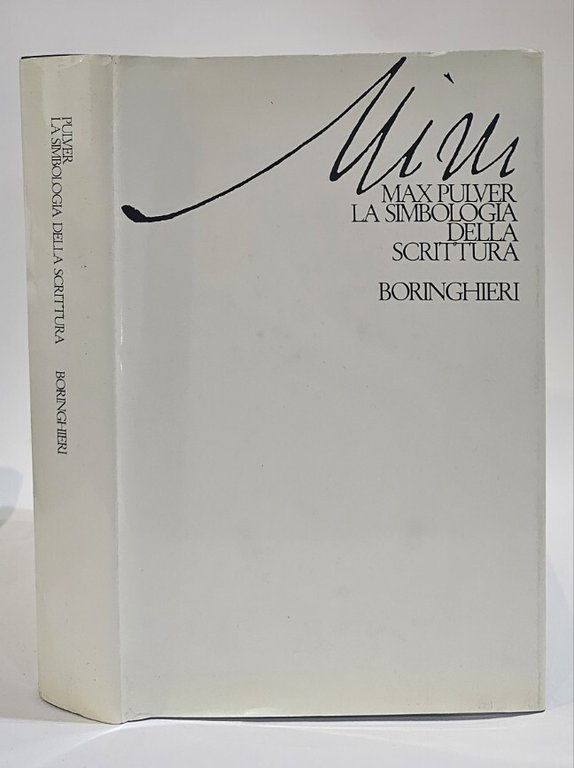 PULVER
LA SIMBOLOGIA DELLA SCRITTURA
BORINGHIERI
MAX PULVER
LA SIMBOLOGIA
DELLA
SCRITTURA
BORINGHIERI